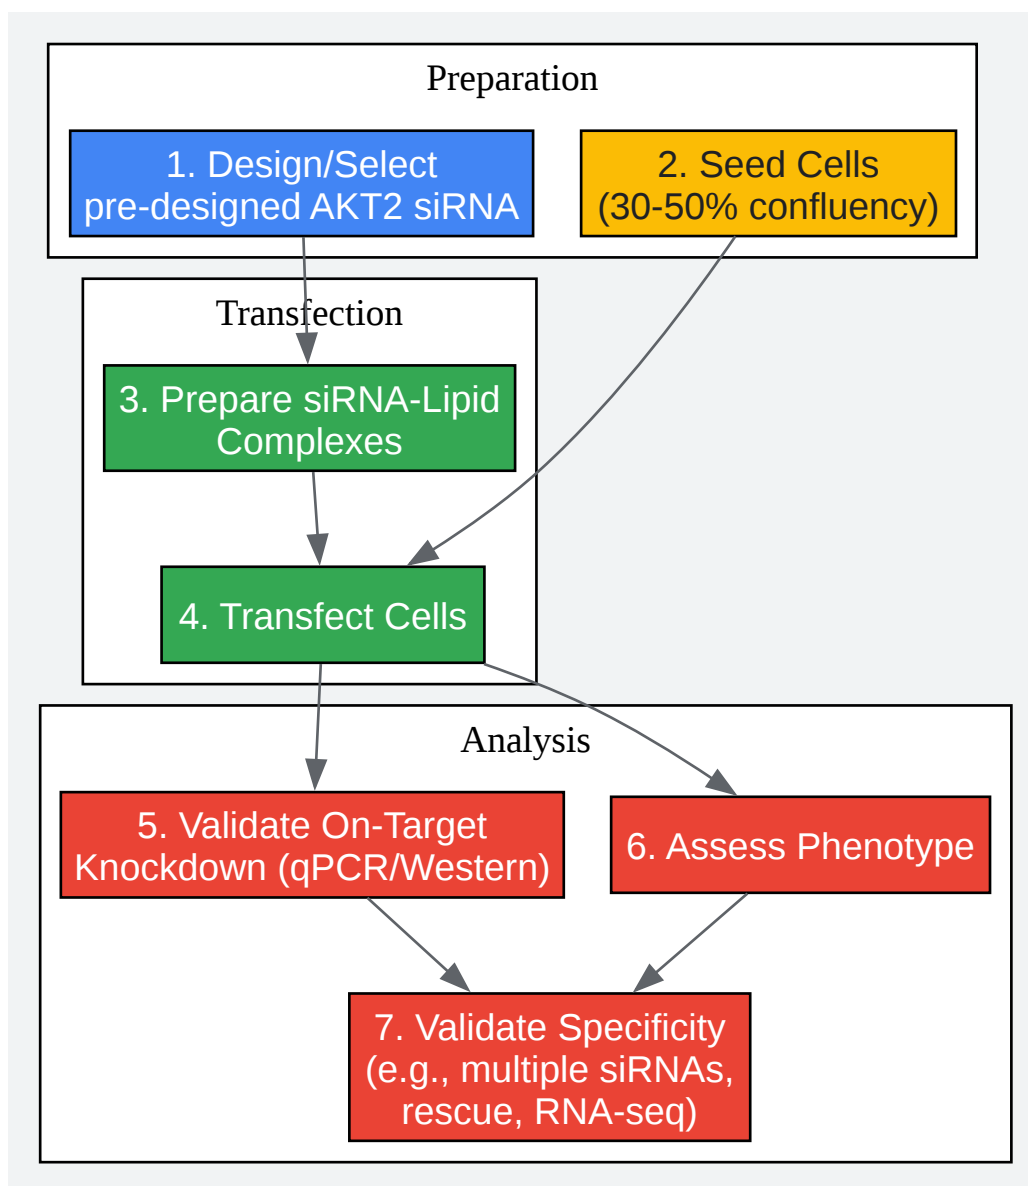 Preparation
1. Design/Select
pre-designed AKT2 siRNA
2. Seed Cells
(30-50% confluency)
Transfection
3. Prepare siRNA-Lipid
Complexes
4. Transfect Cells
Analysis
5. Validate On-Target
Knockdown (qPCR/Western)
6. Assess Phenotype
7. Validate Specificity
(e.g., multiple siRNAs,
rescue, RNA-seq)